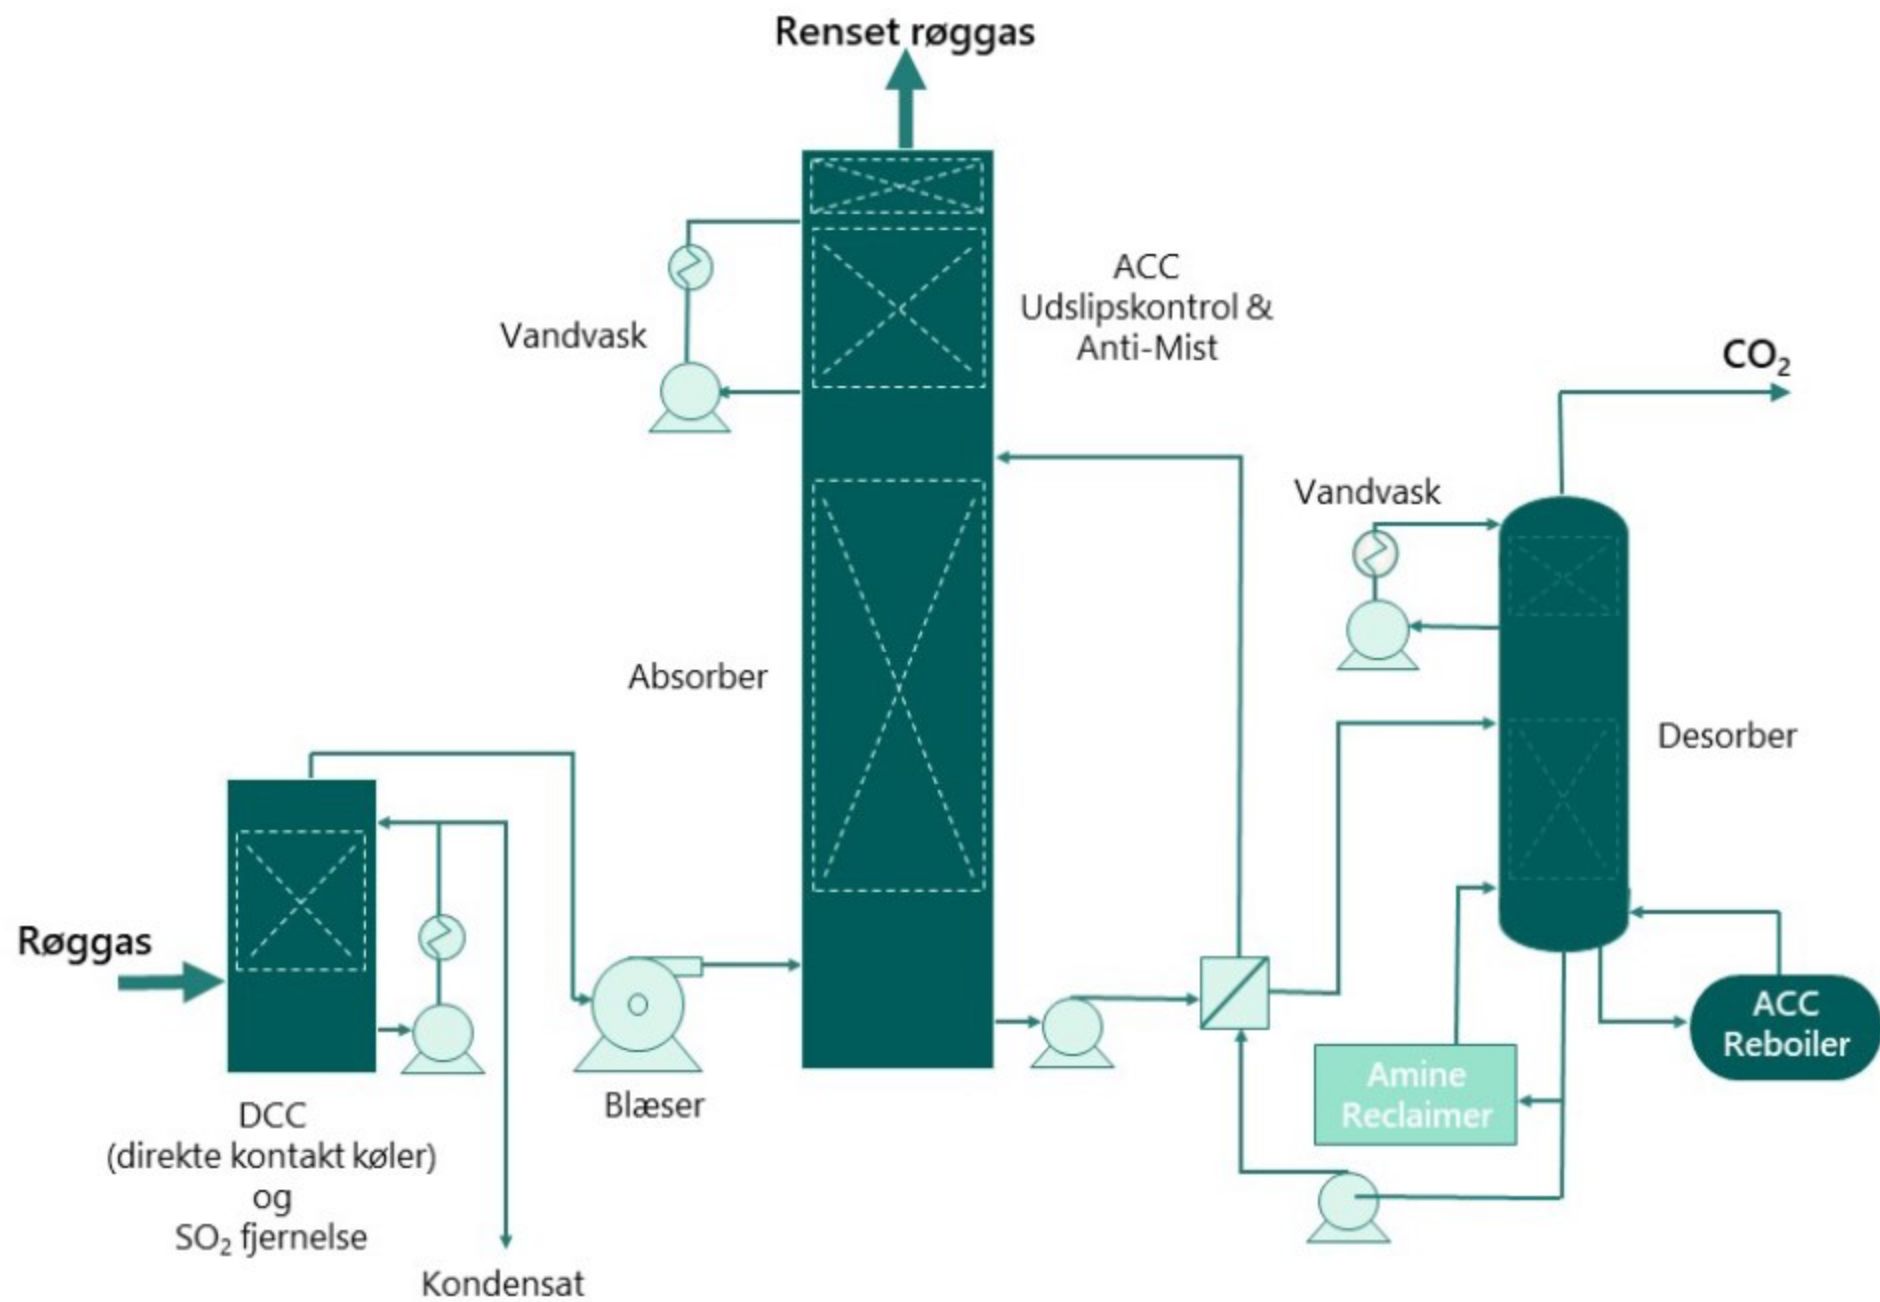 Renset røggas
ACC
Udslipskontrol &
Anti-Mist
Vandvask
CO₂
Vandvask
Absorber
Desorber
Røggas
ACC
Reboiler
Amine
Reclaimer
Blæser
DCC
(direkte kontakt køler)
og
SO₂ fjernelse
Kondensat